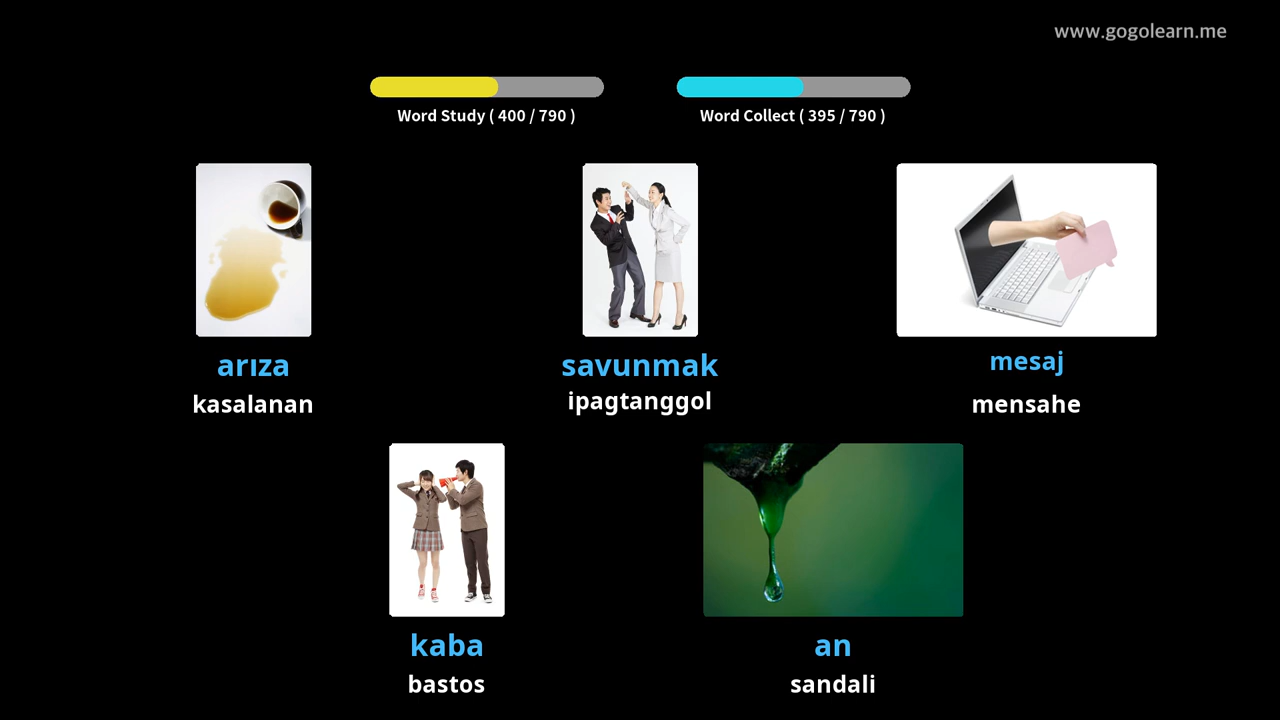 www.gogolearn.me
Word Study ( 400 / 790 )
Word Collect ( 395 / 790 )
arıza
kasalanan
savunmak
ipagtanggol
mesaj
mensahe
kaba
bastos
an
sandali